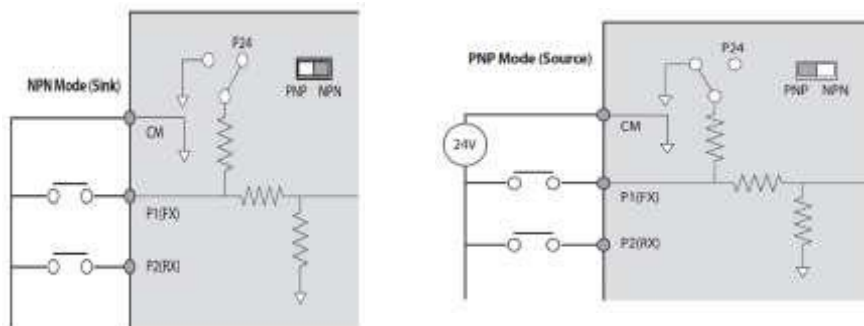 P24
NPN Mode (Sink)
PNP NPN
CM
P1(FX)
P2(RX)
PNP Mode (Source)
P24
PNP NPN
CM
24V
P1(FX)
P2(RX)